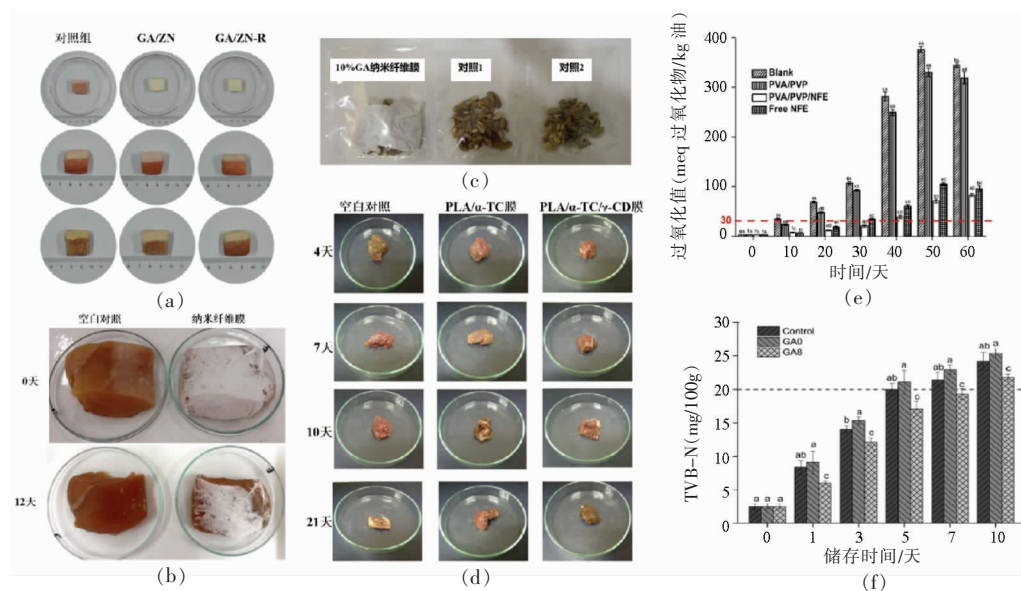 对照组 GA/ZN GA/ZN-R
(a)
空白对照 纳米纤维膜
0天
12天
(b)
10%GA纳米纤维膜 对照1 对照2
(c)
空白对照 PLA/α-TC膜 PLA/α-TC/γ-CD膜
4天
7天
10天
21天
(d)
过氧化值(meq 过氧化物/kg 油)
400
300
200
100
30
0
Blank
PVA/PVP
PVA/PVP/NFE
Free NFE
0 10 20 30 40 50 60
时间/天
(e)
TVB-N(mg/100g)
30
25
20
15
10
5
0
Control
GA0
GA8
a a a
ab a c
b a c
ab a c
ab a c
ab a c
0 1 3 5 7 10
储存时间/天
(f)